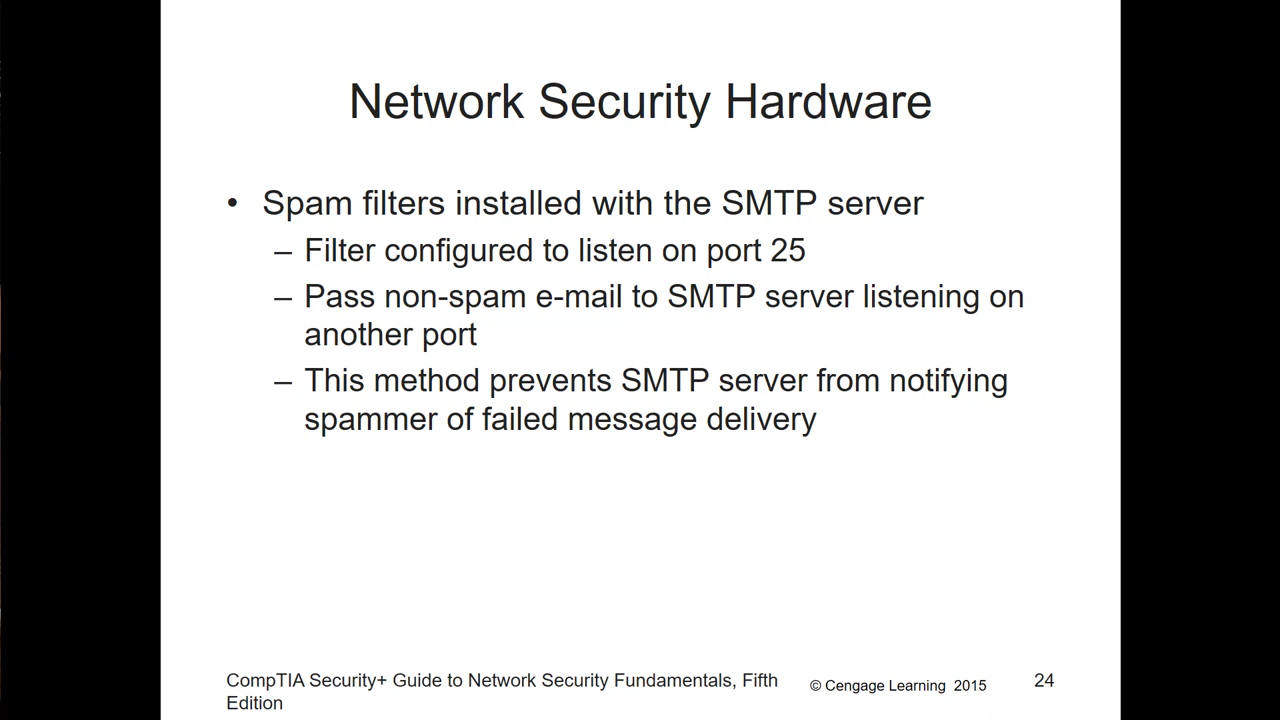 Network Security Hardware
• Spam filters installed with the SMTP server
– Filter configured to listen on port 25
– Pass non-spam e-mail to SMTP server listening on
another port
– This method prevents SMTP server from notifying
spammer of failed message delivery
CompTIA Security+ Guide to Network Security Fundamentals, Fifth
Edition
© Cengage Learning 2015
24